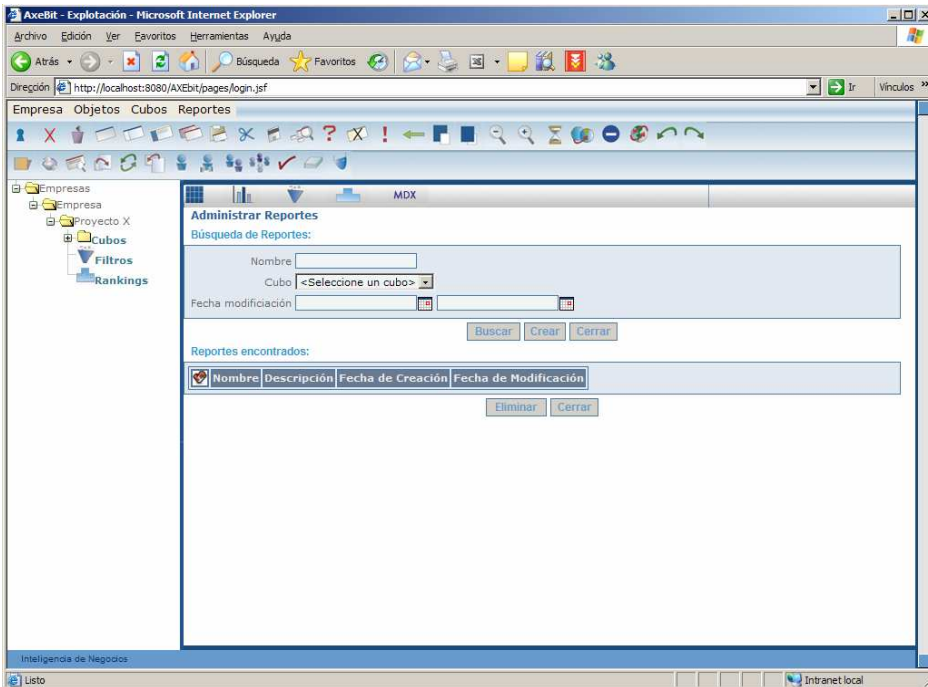 AxeBit - Explotación - Microsoft Internet Explorer
Archivo Edición Ver Favoritos Herramientas Ayuda
Atrás Búsqueda Favoritos
Dirección http://localhost:8080/AXEbit/pages/login.jsf Ir Vínculos »
Empresa Objetos Cubos Reportes
Empresas
Empresa
Proyecto X
Cubos
Filtros
Rankings
MDX
Administrar Reportes
Búsqueda de Reportes:
Nombre
Cubo <Seleccione un cubo>
Fecha modificiación
Buscar Crear Cerrar
Reportes encontrados:
Nombre Descripción Fecha de Creación Fecha de Modificación
Eliminar Cerrar
Inteligencia de Negocios
Listo Intranet local